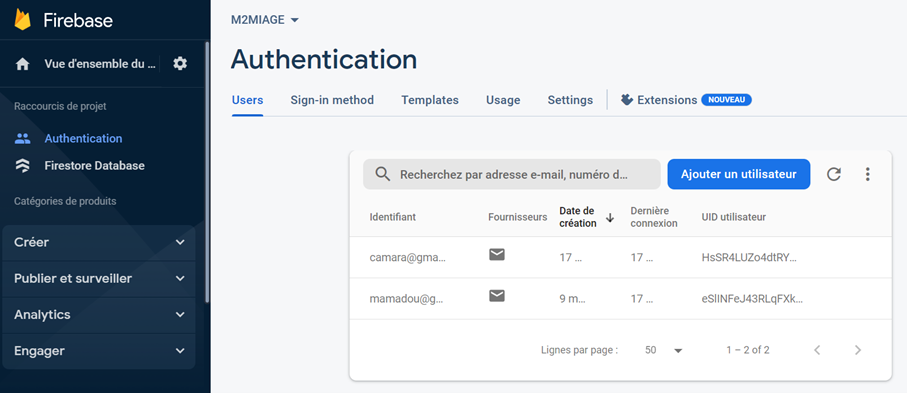 Firebase
Vue d'ensemble du ...
Raccourcis de projet
Authentication
Firestore Database
Catégories de produits
Créer
Publier et surveiller
Analytics
Engager
M2MIAGE
Authentication
Users Sign-in method Templates Usage Settings Extensions NOUVEAU
Recherchez par adresse e-mail, numéro d... Ajouter un utilisateur
Identifiant Fournisseurs Date de création Dernière connexion UID utilisateur
camara@gma... 17 ... 17 ... HsSR4LUZo4dtRY...
mamadou@g... 9 m... 17 ... eSlINFeJ43RLqFXk...
Lignes par page : 50 1 – 2 of 2